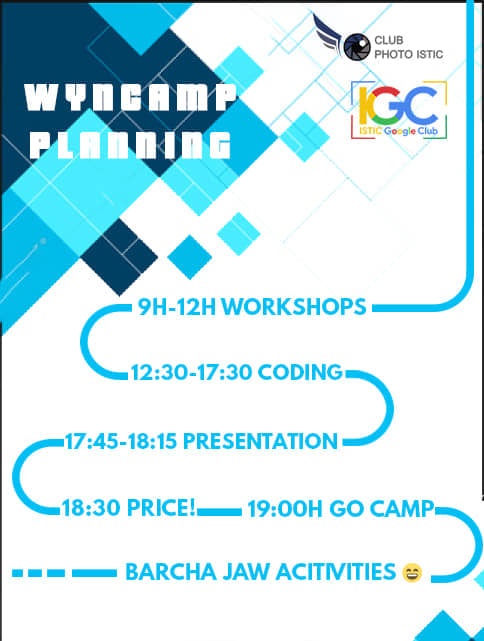 CLUB
PHOTO ISTIC
WYNCAMP
PLANNING
IGC
ISTIC Google Club
9H-12H WORKSHOPS
12:30-17:30 CODING
17:45-18:15 PRESENTATION
18:30 PRICE! 19:00H GO CAMP
BARCHA JAW ACITIVITIES 😄